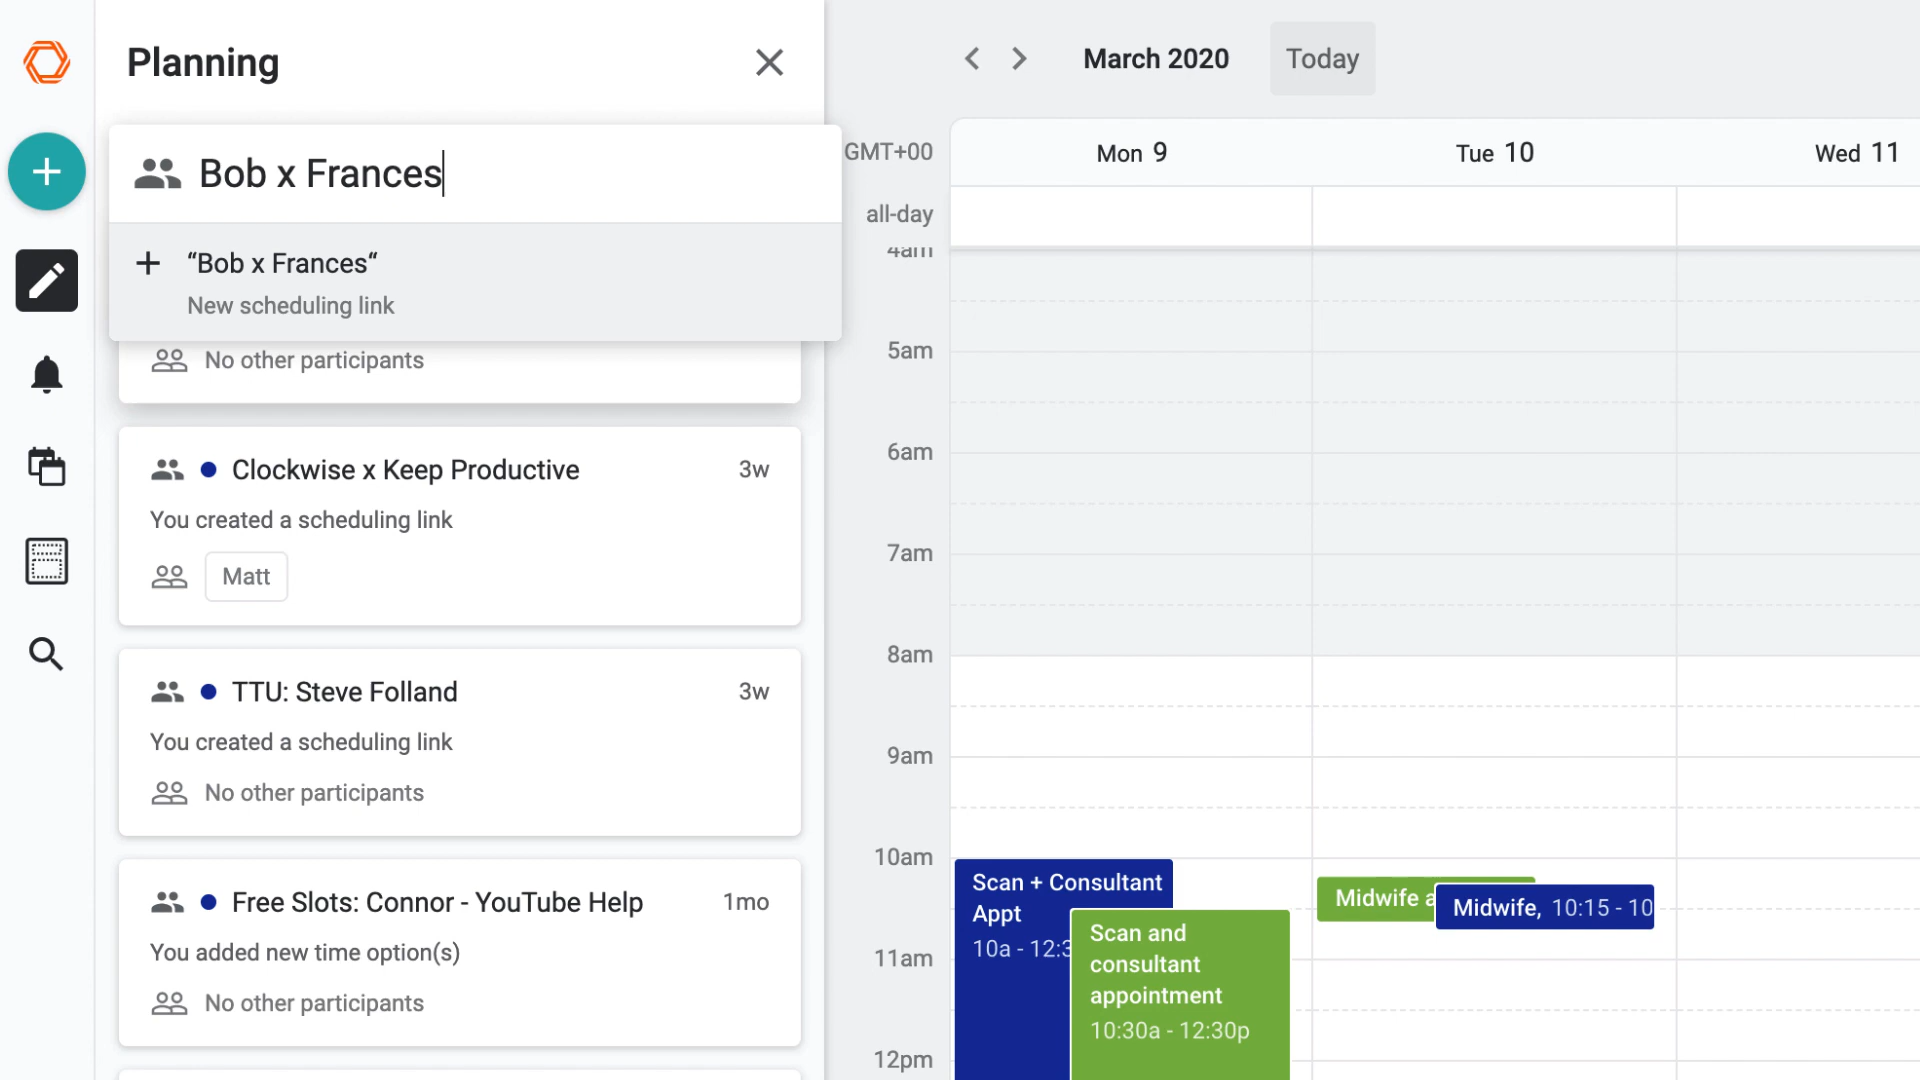 Planning
Bob x Frances
“Bob x Frances“
New scheduling link
No other participants
Clockwise x Keep Productive 3w
You created a scheduling link
Matt
TTU: Steve Folland 3w
You created a scheduling link
No other participants
Free Slots: Connor - YouTube Help 1mo
You added new time option(s)
No other participants
March 2020 Today
GMT+00 Mon 9 Tue 10 Wed 11
all-day
4am
5am
6am
7am
8am
9am
10am
11am
12pm
Scan + Consultant
Appt
10a - 12:3
Scan and
consultant
appointment
10:30a - 12:30p
Midwife a
Midwife, 10:15 - 10